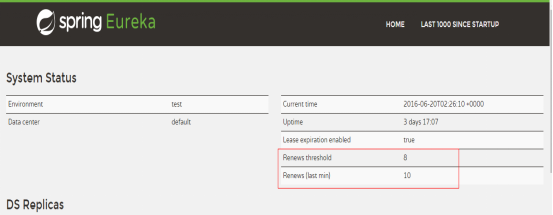 spring Eureka HOME LAST 1000 SINCE STARTUP
System Status
Environment test Current time 2016-06-20T02:26:10 +0000
Data center default Uptime 3 days 17:07
Lease expiration enabled true
Renews threshold 8
Renews (last min) 10
DS Replicas